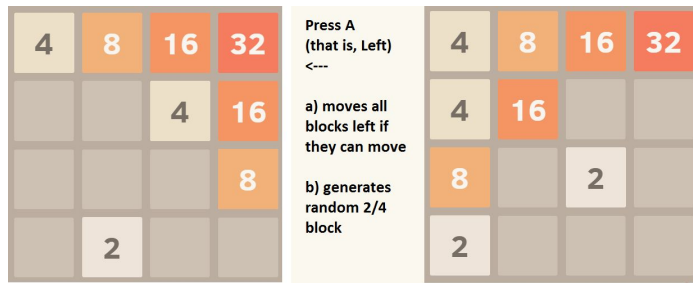 4 8 16 32
4 16
8
2
Press A
(that is, Left)
<---
a) moves all
blocks left if
they can move
b) generates
random 2/4
block
4 8 16 32
4 16
8 2
2